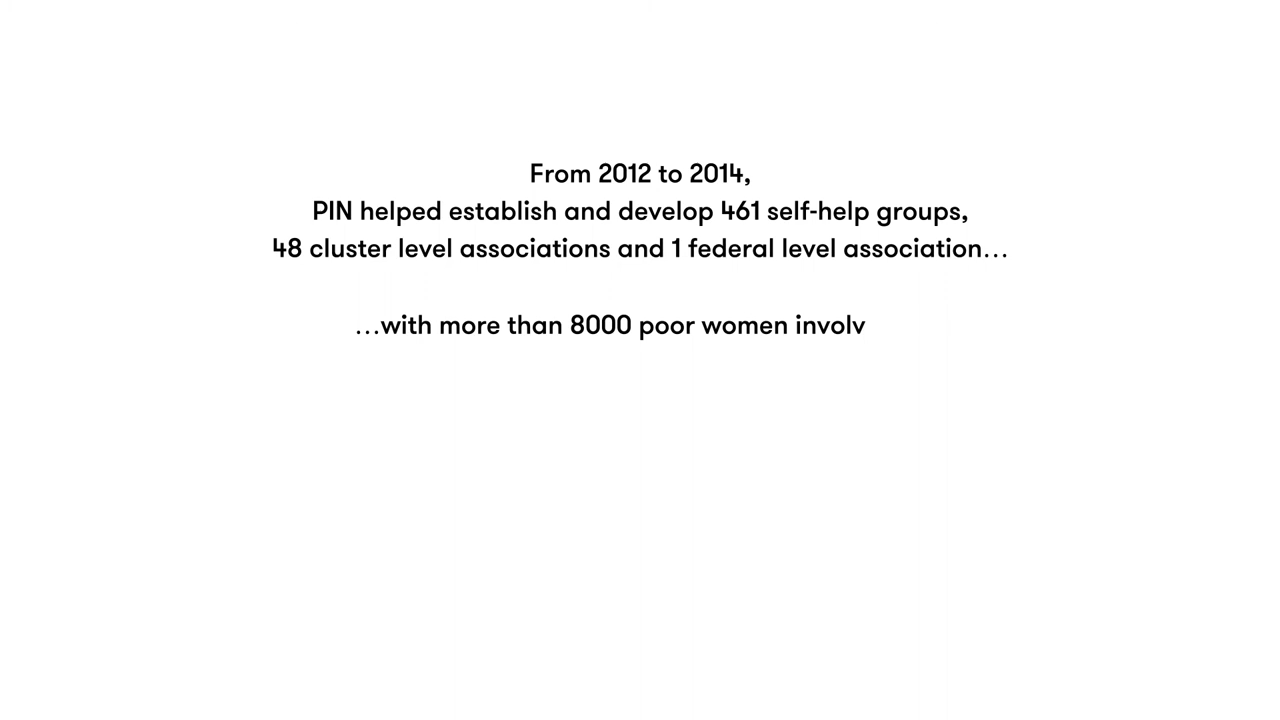 From 2012 to 2014,
PIN helped establish and develop 461 self-help groups,
48 cluster level associations and 1 federal level association…
…with more than 8000 poor women involv